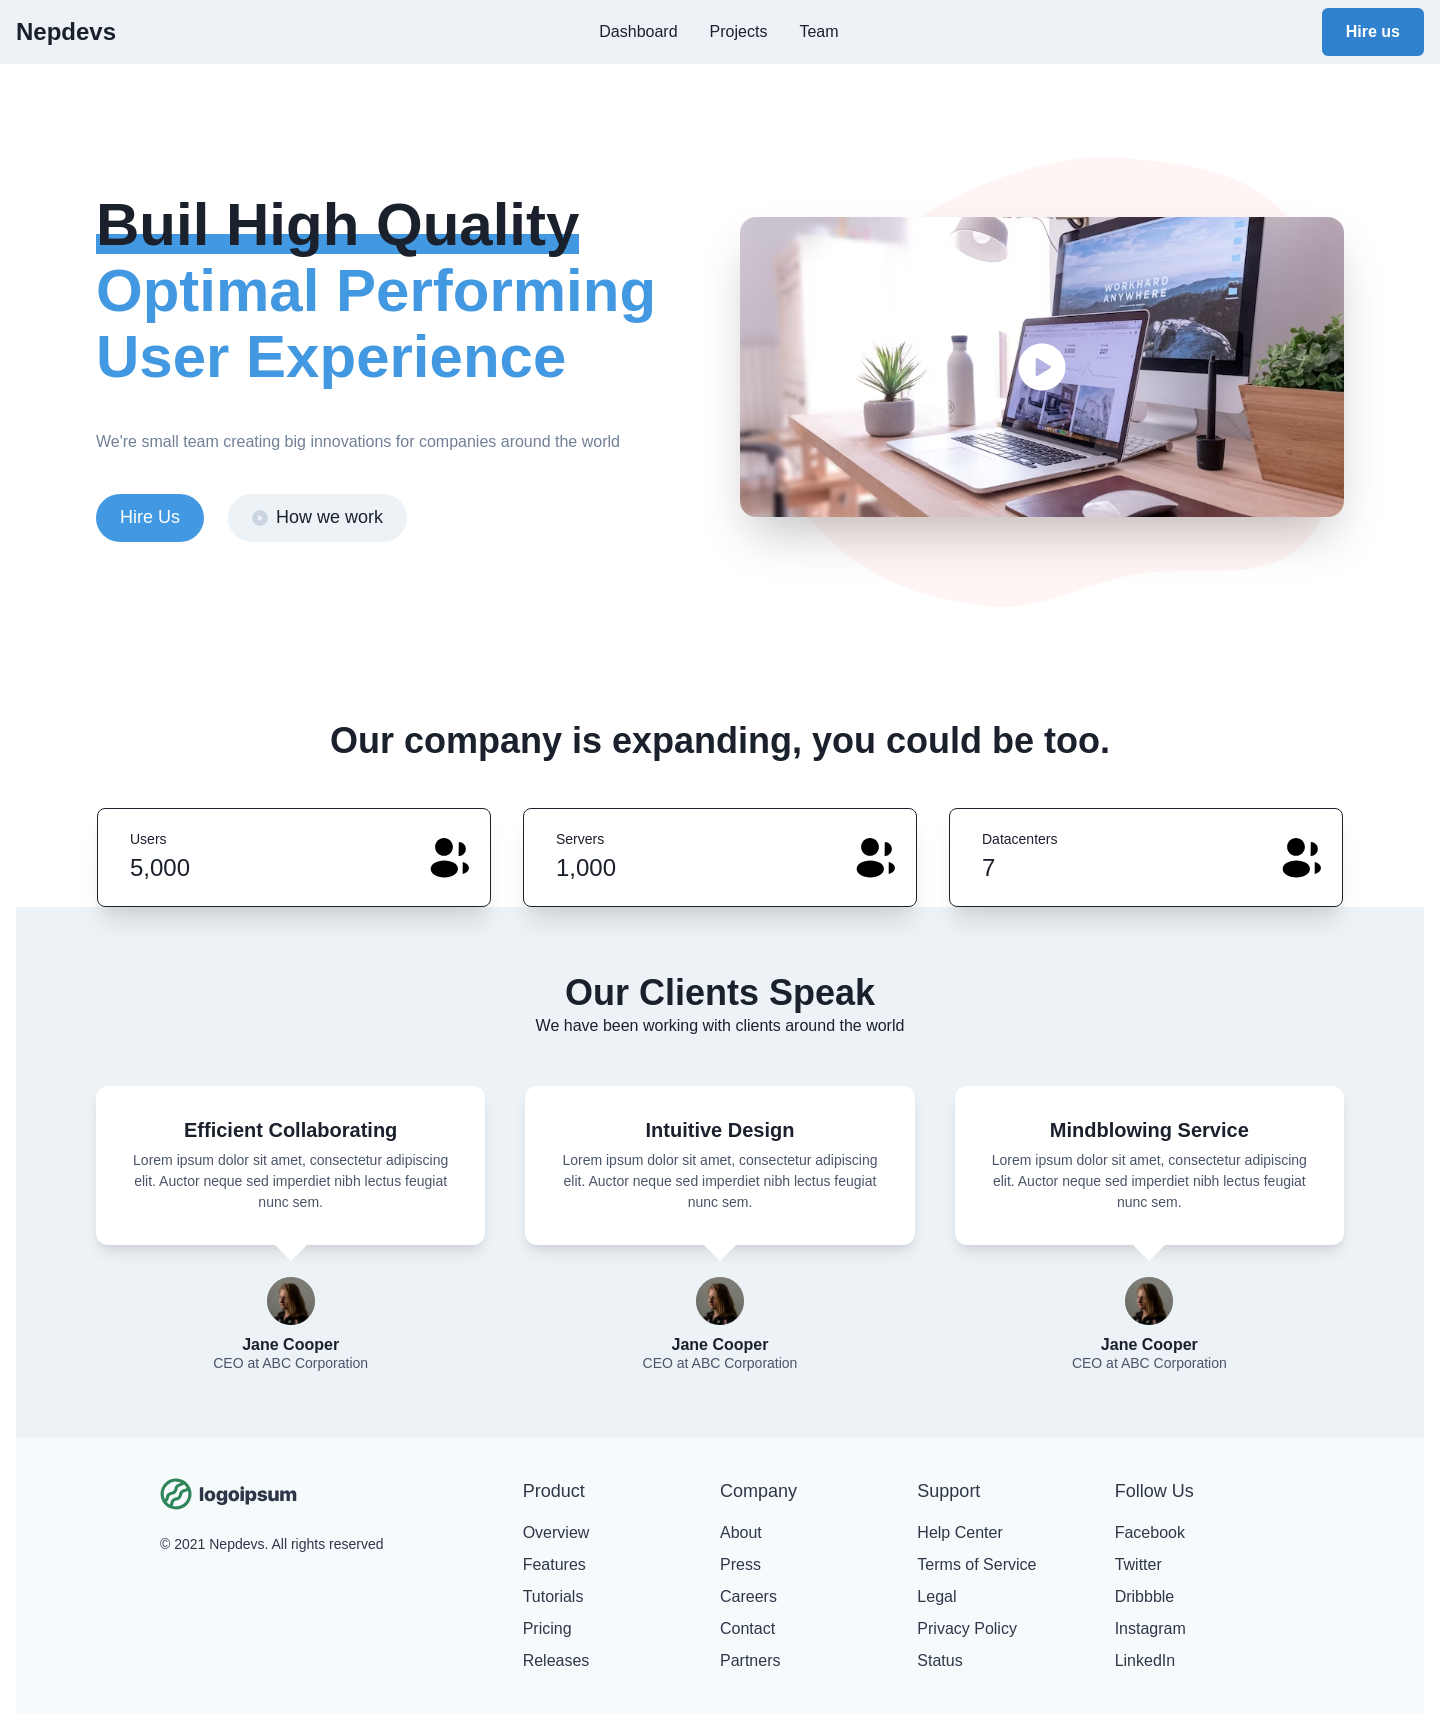 Nepdevs
Dashboard Projects Team
Hire us
Buil High Quality
Optimal Performing
User Experience
WORKHARD
ANYWHERE
We're small team creating big innovations for companies around the world
Hire Us
How we work
Our company is expanding, you could be too.
Users
5,000
Servers
1,000
Datacenters
7
Our Clients Speak
We have been working with clients around the world
Efficient Collaborating
Lorem ipsum dolor sit amet, consectetur adipiscing
elit. Auctor neque sed imperdiet nibh lectus feugiat
nunc sem.
Jane Cooper
CEO at ABC Corporation
Intuitive Design
Lorem ipsum dolor sit amet, consectetur adipiscing
elit. Auctor neque sed imperdiet nibh lectus feugiat
nunc sem.
Jane Cooper
CEO at ABC Corporation
Mindblowing Service
Lorem ipsum dolor sit amet, consectetur adipiscing
elit. Auctor neque sed imperdiet nibh lectus feugiat
nunc sem.
Jane Cooper
CEO at ABC Corporation
logoipsum
© 2021 Nepdevs. All rights reserved
Product
Overview
Features
Tutorials
Pricing
Releases
Company
About
Press
Careers
Contact
Partners
Support
Help Center
Terms of Service
Legal
Privacy Policy
Status
Follow Us
Facebook
Twitter
Dribbble
Instagram
LinkedIn